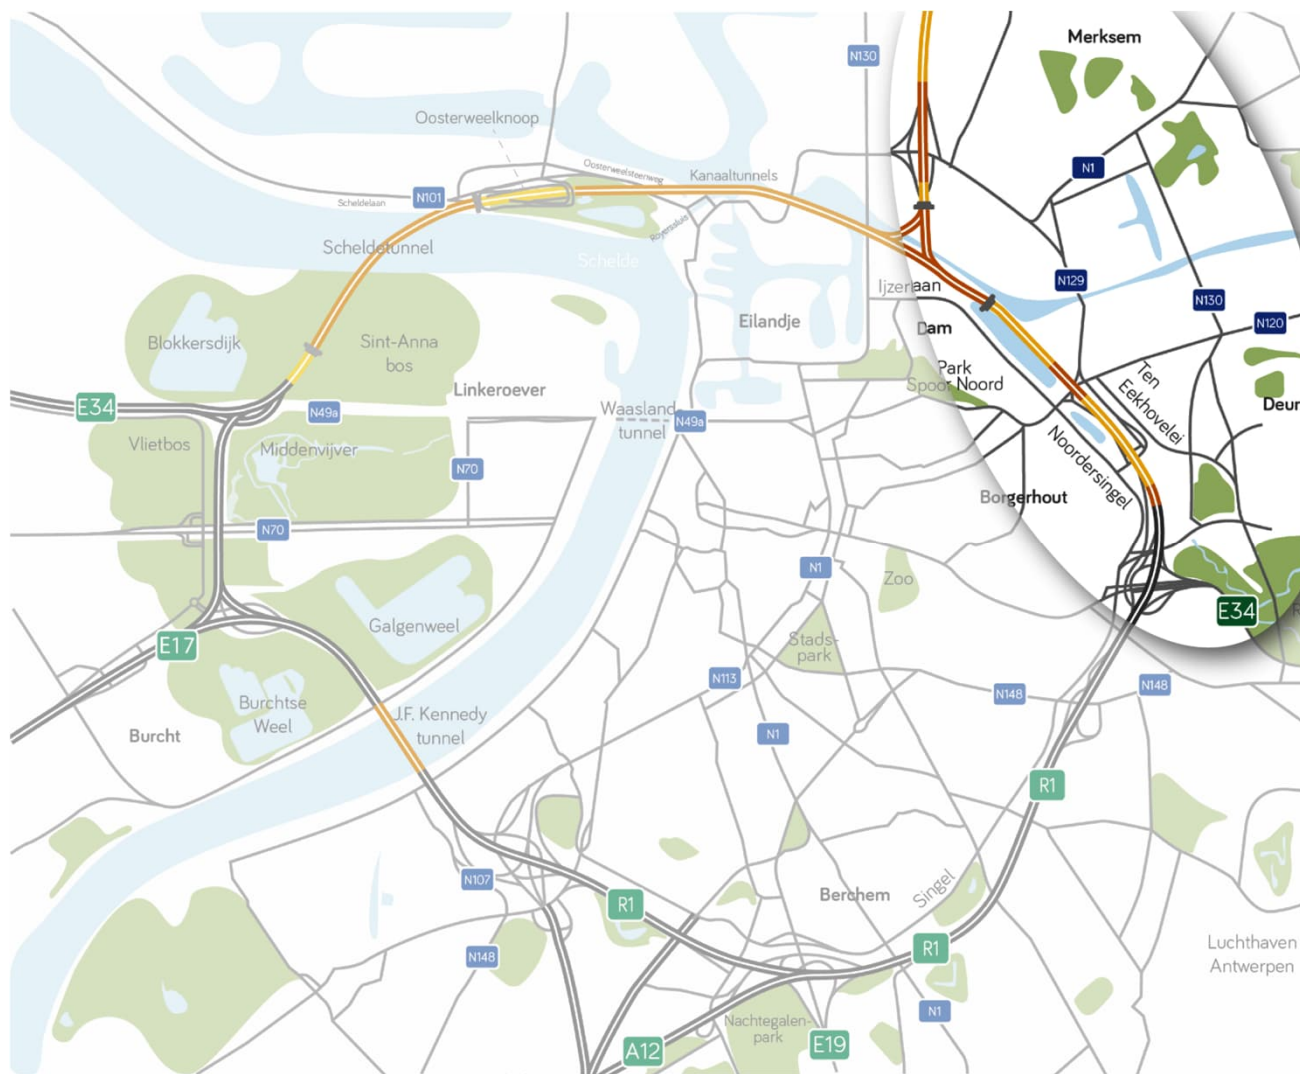 Merksem
N130
Oosterweelknoop
N1
Oosterweelsteenweg
Kanaaltunnels
N101
Scheldelaan
Royerssluis
Scheldetunnel
Schelde
N129
Ijzerlaan
N130
Eilandje
Dam
N120
Blokkersdijk
Sint-Anna
bos
Park
Spoor Noord
Ten
Eekhovelei
Linkeroever
E34
N49a
Waasland
tunnel
N49a
Deur
Vlietbos
Middenvijver
N70
Noordersingel
Borgerhout
N70
N1
Zoo
E34
Galgenweel
E17
Stads-
park
N113
N148
N148
Burchtse
Weel
J.F. Kennedy
tunnel
Burcht
N1
R1
N107
R1
Berchem
Singel
R1
N148
Luchthaven
Antwerpen
N1
Nachtegalen-
park
A12
E19